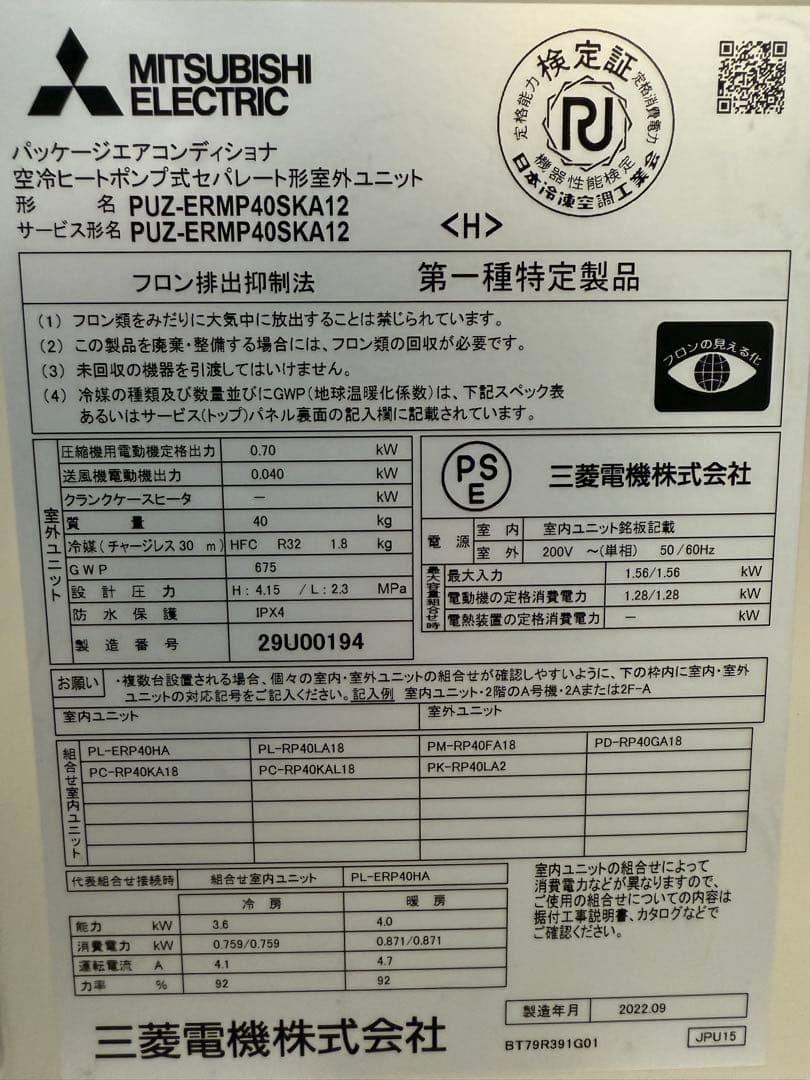 MITSUBISHI
ELECTRIC
検定証
定格能力
定格消費電力
機器性能検定
日本冷凍空調工業会
パッケージエアコンディショナ
空冷ヒートポンプ式セパレート形室外ユニット
形 名 PUZ-ERMP40SKA12
サービス形名 PUZ-ERMP40SKA12 <H>
フロン排出抑制法 第一種特定製品
(1) フロン類をみだりに大気中に放出することは禁じられています。
(2) この製品を廃棄・整備する場合には、フロン類の回収が必要です。
(3) 未回収の機器を引渡してはいけません。
(4) 冷媒の種類及び数量並びにGWP(地球温暖化係数)は、下記スペック表
あるいはサービス(トップ)パネル裏面の記入欄に記載されています。
フロンの見える化
室外ユニット
圧縮機用電動機定格出力 0.70 kW
送風機電動機出力 0.040 kW
クランクケースヒータ − kW
質 量 40 kg
冷媒(チャージレス30 m) HFC R32 1.8 kg
GWP 675
設計圧力 H:4.15 /L:2.3 MPa
防水保護 IPX4
製造番号 29U00194
PSE 三菱電機株式会社
電源 室内 室内ユニット銘板記載
室外 200V ~(単相) 50/60Hz
最大容量組合せ時
最大入力 1.56/1.56 kW
電動機の定格消費電力 1.28/1.28 kW
電熱装置の定格消費電力 − kW
お願い ・複数台設置される場合、個々の室内・室外ユニットの組合せが確認しやすいように、下の枠内に室内・室外
ユニットの対応記号をご記入ください。記入例 室内ユニット・2階のA号機・2Aまたは2F-A
室内ユニット 室外ユニット
組合せ室内ユニット
PL-ERP40HA PL-RP40LA18 PM-RP40FA18 PD-RP40GA18
PC-RP40KA18 PC-RP40KAL18 PK-RP40LA2
代表組合せ接続時 組合せ室内ユニット PL-ERP40HA
冷房 暖房
能力 kW 3.6 4.0
消費電力 kW 0.759/0.759 0.871/0.871
運転電流 A 4.1 4.7
力率 % 92 92
室内ユニットの組合せによって
消費電力などが異なりますので、
ご使用の組合せについての内容は
据付工事説明書、カタログなどで
ご確認ください。
三菱電機株式会社
製造年月 2022.09
BT79R391G01 JPU15